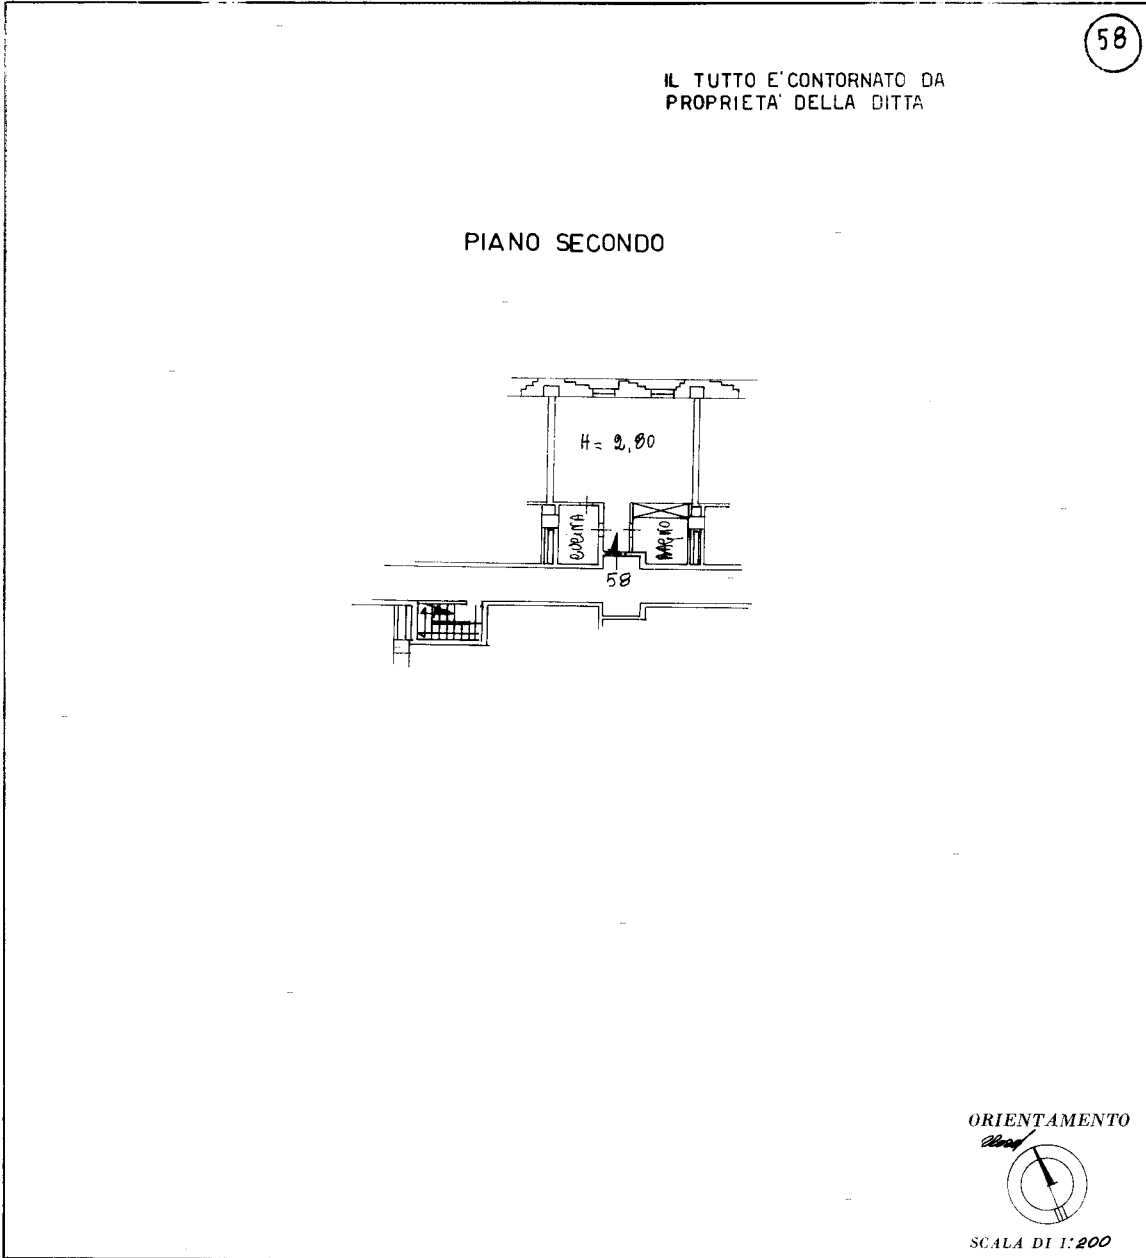 58
IL TUTTO E' CONTORNATO DA
PROPRIETA' DELLA DITTA
PIANO SECONDO
H = 2,80
CUCINA
BAGNO
58
ORIENTAMENTO
SCALA DI 1:200